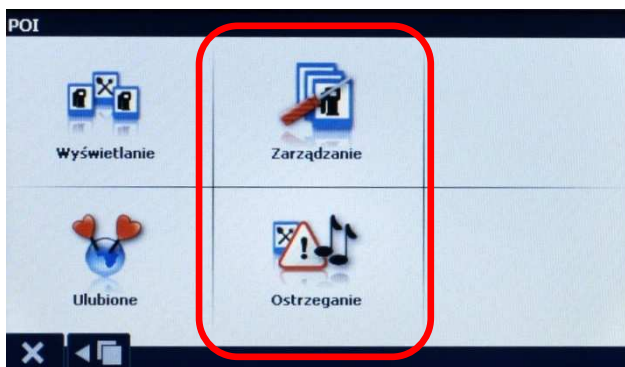 POI
Wyświetlanie
Zarządzanie
Ulubione
Ostrzeganie